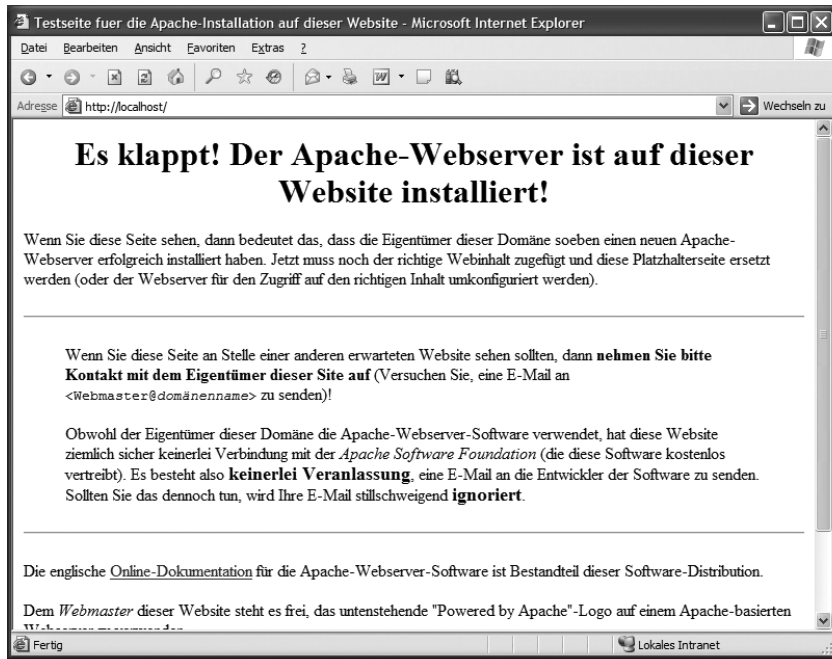 Testseite fuer die Apache-Installation auf dieser Website - Microsoft Internet Explorer
Datei Bearbeiten Ansicht Favoriten Extras ?
Adresse http://localhost/ Wechseln zu
Es klappt! Der Apache-Webserver ist auf dieser
Website installiert!
Wenn Sie diese Seite sehen, dann bedeutet das, dass die Eigentümer dieser Domäne soeben einen neuen Apache-
Webserver erfolgreich installiert haben. Jetzt muss noch der richtige Webinhalt zugefügt und diese Platzhalterseite ersetzt
werden (oder der Webserver für den Zugriff auf den richtigen Inhalt umkonfiguriert werden).
Wenn Sie diese Seite an Stelle einer anderen erwarteten Website sehen sollten, dann nehmen Sie bitte
Kontakt mit dem Eigentümer dieser Site auf (Versuchen Sie, eine E-Mail an
<Webmaster@domänenname> zu senden)!
Obwohl der Eigentümer dieser Domäne die Apache-Webserver-Software verwendet, hat diese Website
ziemlich sicher keinerlei Verbindung mit der Apache Software Foundation (die diese Software kostenlos
vertreibt). Es besteht also keinerlei Veranlassung, eine E-Mail an die Entwickler der Software zu senden.
Sollten Sie das dennoch tun, wird Ihre E-Mail stillschweigend ignoriert.
Die englische Online-Dokumentation für die Apache-Webserver-Software ist Bestandteil dieser Software-Distribution.
Dem Webmaster dieser Website steht es frei, das untenstehende "Powered by Apache"-Logo auf einem Apache-basierten
Fertig Lokales Intranet